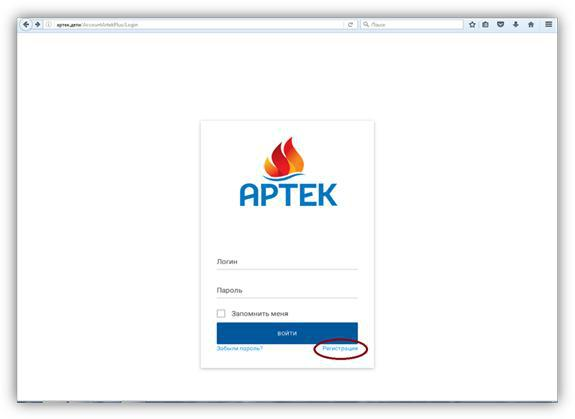 артек.дети/AccountArtekPlus/Login
Поиск
АРТЕК
Логин
Пароль
Запомнить меня
ВОЙТИ
Забыли пароль?
Регистрация